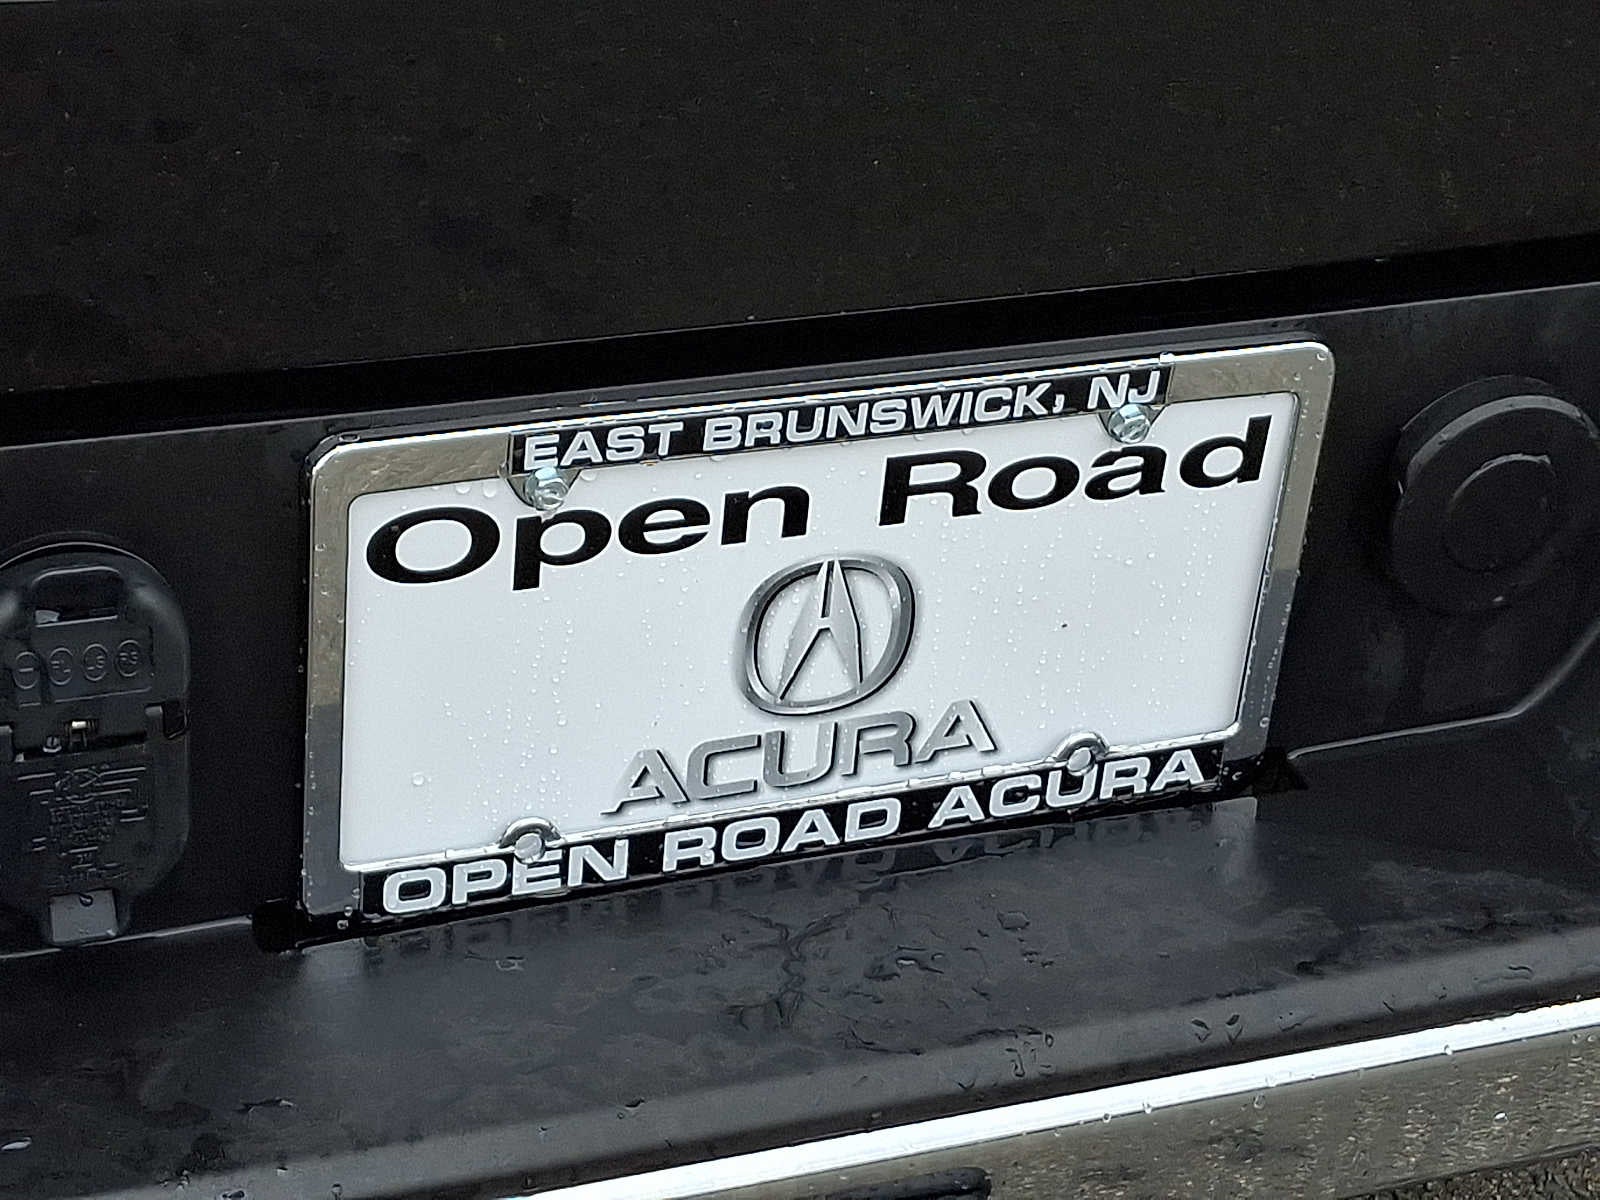 EAST BRUNSWICK, NJ
Open Road
ACURA
OPEN ROAD ACURA